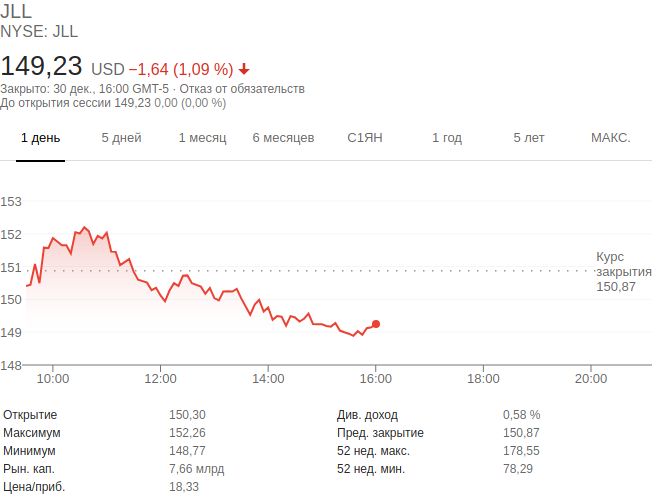 JLL
NYSE: JLL
149,23 USD −1,64 (1,09 %)
Закрыто: 30 дек., 16:00 GMT-5 · Отказ от обязательств
До открытия сессии 149,23 0,00 (0,00 %)
1 день 5 дней 1 месяц 6 месяцев С1ЯН 1 год 5 лет МАКС.
153
152
151
150
149
148
Курс
закрытия
150,87
10:00 12:00 14:00 16:00 18:00 20:00
Открытие 150,30 Див. доход 0,58 %
Максимум 152,26 Пред. закрытие 150,87
Минимум 148,77 52 нед. макс. 178,55
Рын. кап. 7,66 млрд 52 нед. мин. 78,29
Цена/приб. 18,33